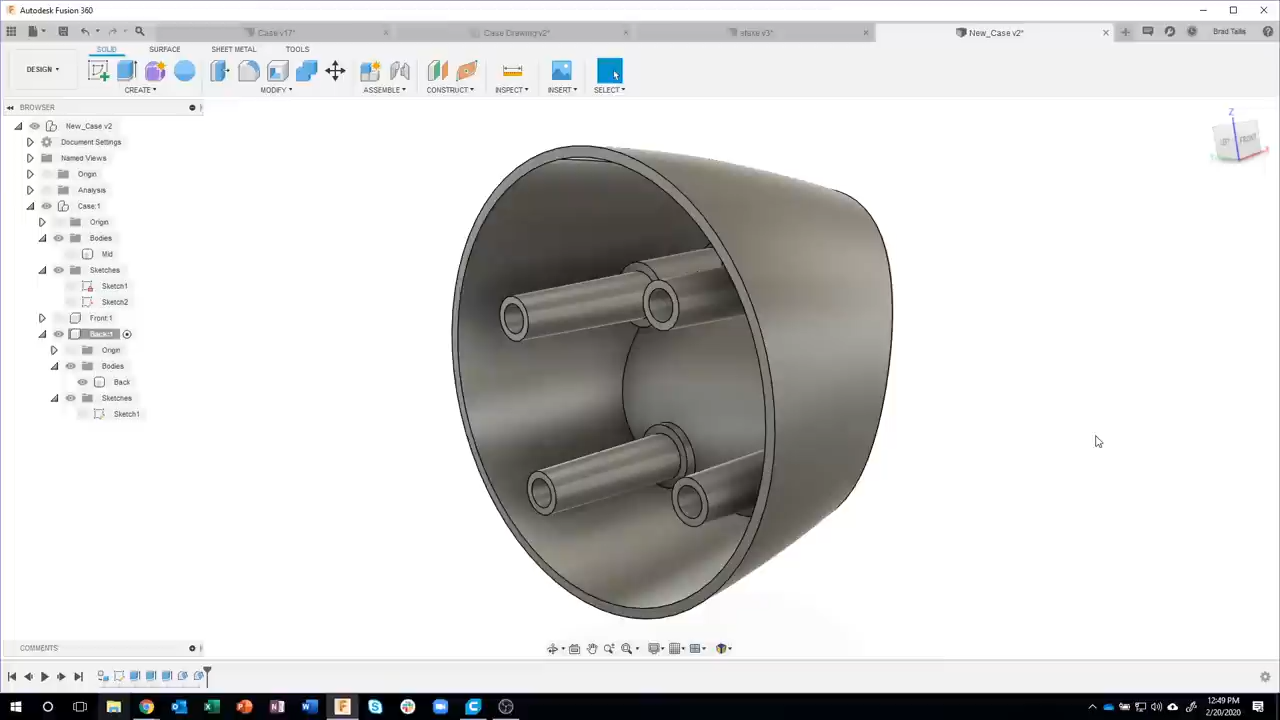 Autodesk Fusion 360
Case v17*
Case Drawing v2*
New_Case v2*
Brad Tallis
SOLID
SURFACE
SHEET METAL
TOOLS
DESIGN
CREATE
MODIFY
ASSEMBLE
CONSTRUCT
INSPECT
INSERT
SELECT
BROWSER
New_Case v2
Document Settings
Named Views
Origin
Analysis
Case:1
Origin
Bodies
Mid
Sketches
Sketch1
Sketch2
Front:1
Back:1
Origin
Bodies
Back
Sketches
Sketch1
Z
FRONT
COMMENTS
12:49 PM
2/20/2020